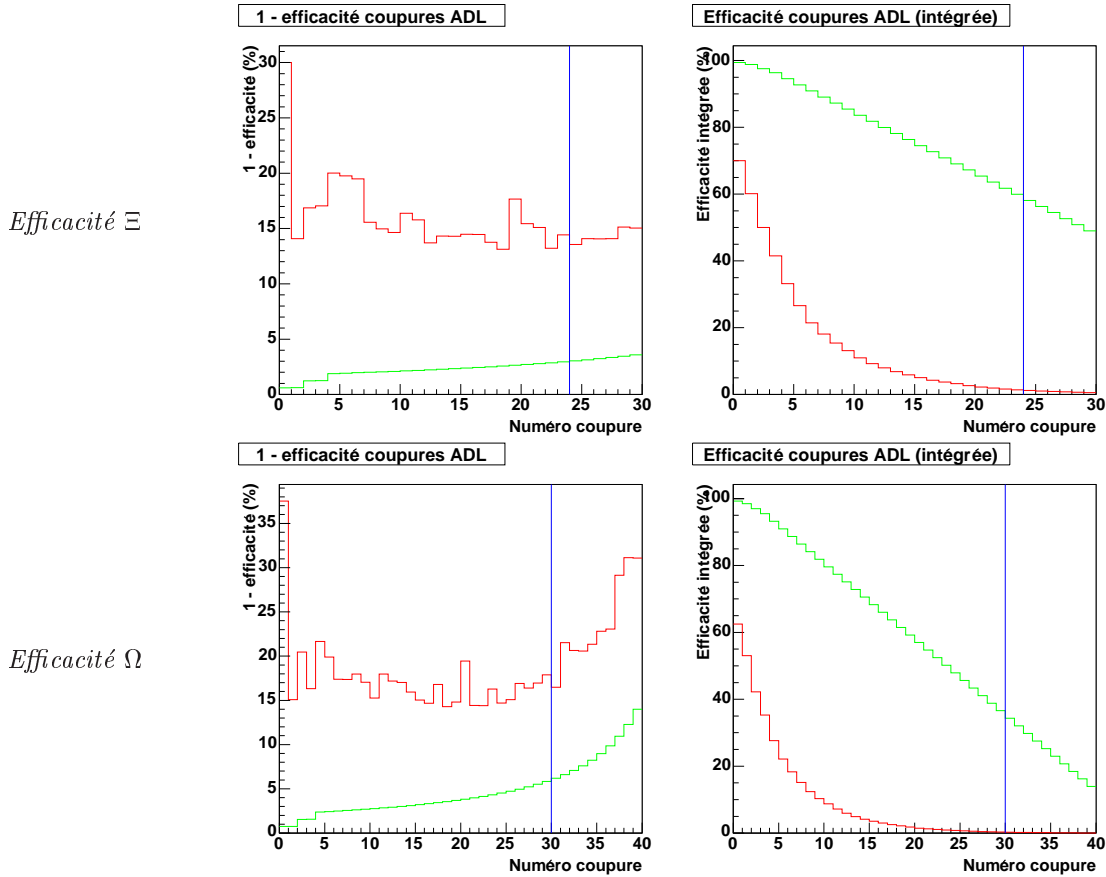 1 - efficacité coupures ADL
1 - efficacité (%)
30
25
20
15
10
5
0
0 5 10 15 20 25 30
Numéro coupure
Efficacité coupures ADL (intégrée)
Efficacité intégrée (%)
100
80
60
40
20
0
0 5 10 15 20 25 30
Numéro coupure
Efficacité Ξ
1 - efficacité coupures ADL
1 - efficacité (%)
35
30
25
20
15
10
5
0
0 5 10 15 20 25 30 35 40
Numéro coupure
Efficacité coupures ADL (intégrée)
Efficacité intégrée (%)
100
80
60
40
20
0
0 5 10 15 20 25 30 35 40
Numéro coupure
Efficacité Ω